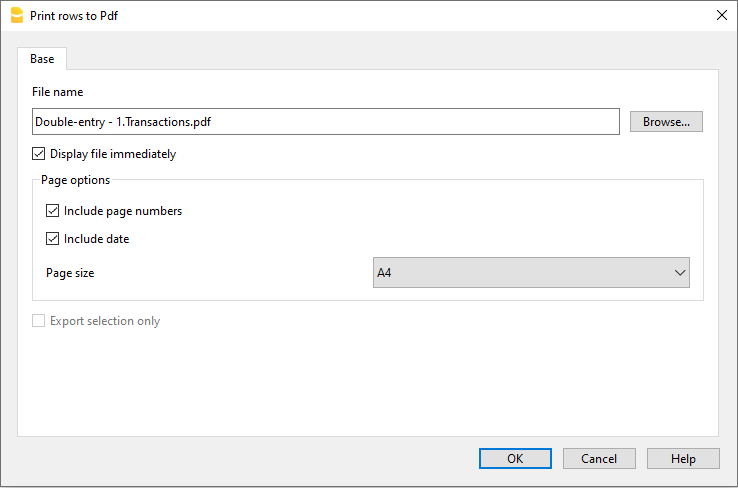 Print rows to Pdf
Base
File name
Double-entry - 1.Transactions.pdf
Browse...
Display file immediately
Page options
Include page numbers
Include date
Page size
A4
Export selection only
OK
Cancel
Help